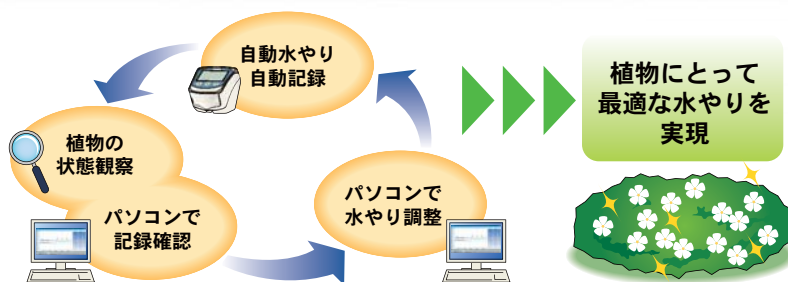 自動水やり
自動記録
植物の
状態観察
パソコンで
記録確認
パソコンで
水やり調整
植物にとって
最適な水やりを
実現